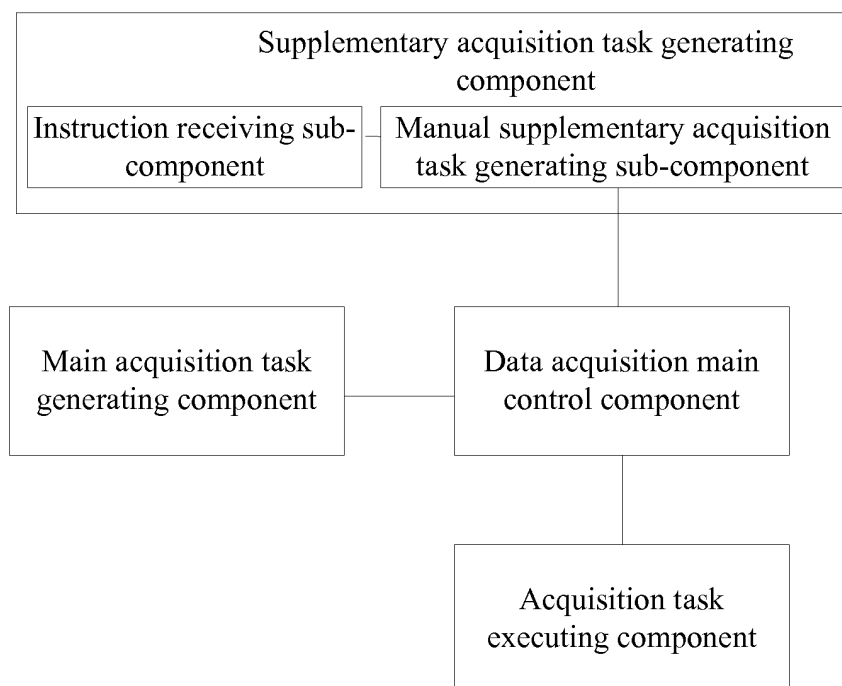 Supplementary acquisition task generating
component
Instruction receiving sub-
component
Manual supplementary acquisition
task generating sub-component
Main acquisition task
generating component
Data acquisition main
control component
Acquisition task
executing component